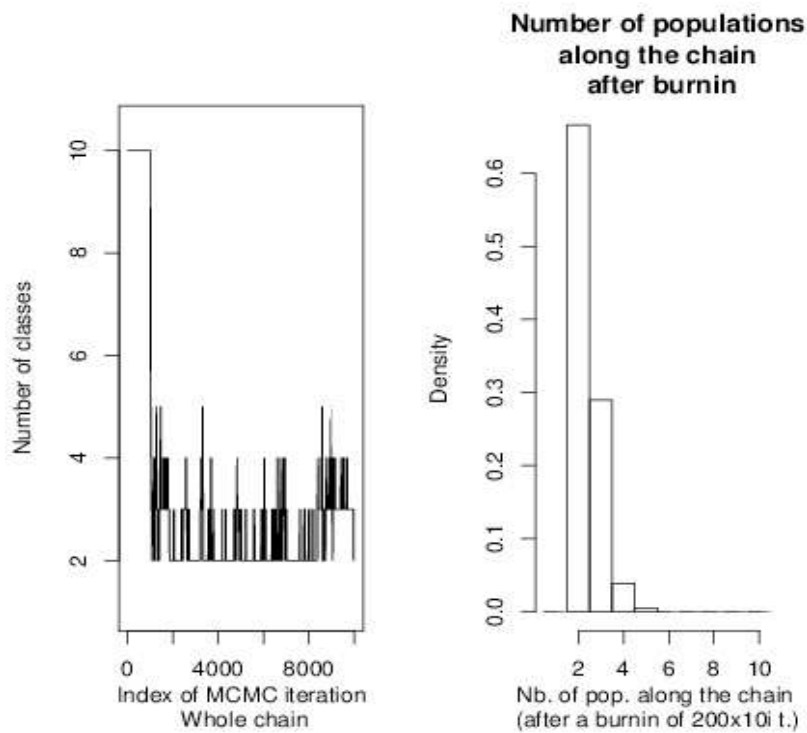 Number of classes
10
8
6
4
2
0
4000
8000
Index of MCMC iteration
Whole chain
Number of populations
along the chain
after burnin
Density
0.6
0.5
0.4
0.3
0.2
0.1
0.0
2
4
6
8
10
Nb. of pop. along the chain
(after a burnin of 200x10i t.)